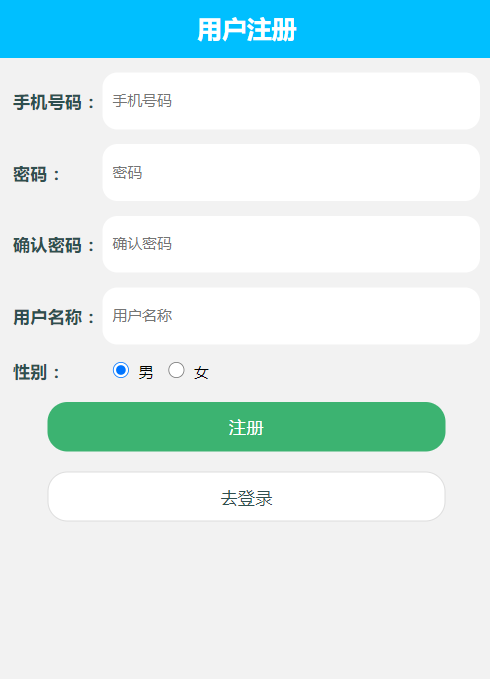 用户注册
手机号码： 手机号码
密码： 密码
确认密码： 确认密码
用户名称： 用户名称
性别： 男 女
注册
去登录